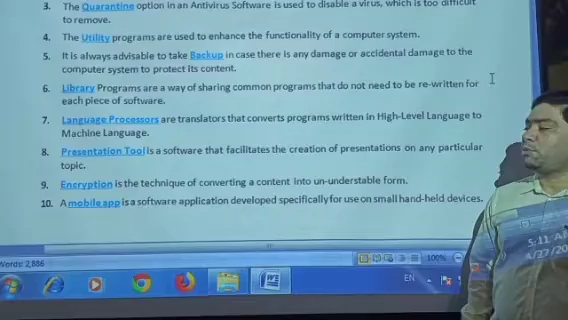 3. The Quarantine option in an Antivirus Software is used to disable a virus, which is too difficult
to remove.
4. The Utility programs are used to enhance the functionality of a computer system.
5. It is always advisable to take Backup in case there is any damage or accidental damage to the
computer system to protect its content.
6. Library Programs are a way of sharing common programs that do not need to be re-written for
each piece of software.
7. Language Processors are translators that converts programs written in High-Level Language to
Machine Language.
8. Presentation Tool is a software that facilitates the creation of presentations on any particular
topic.
9. Encryption is the technique of converting a content into un-understable form.
10. A mobile app is a software application developed specifically for use on small hand-held devices.
Words: 2,886
100%
EN
5:11 AM